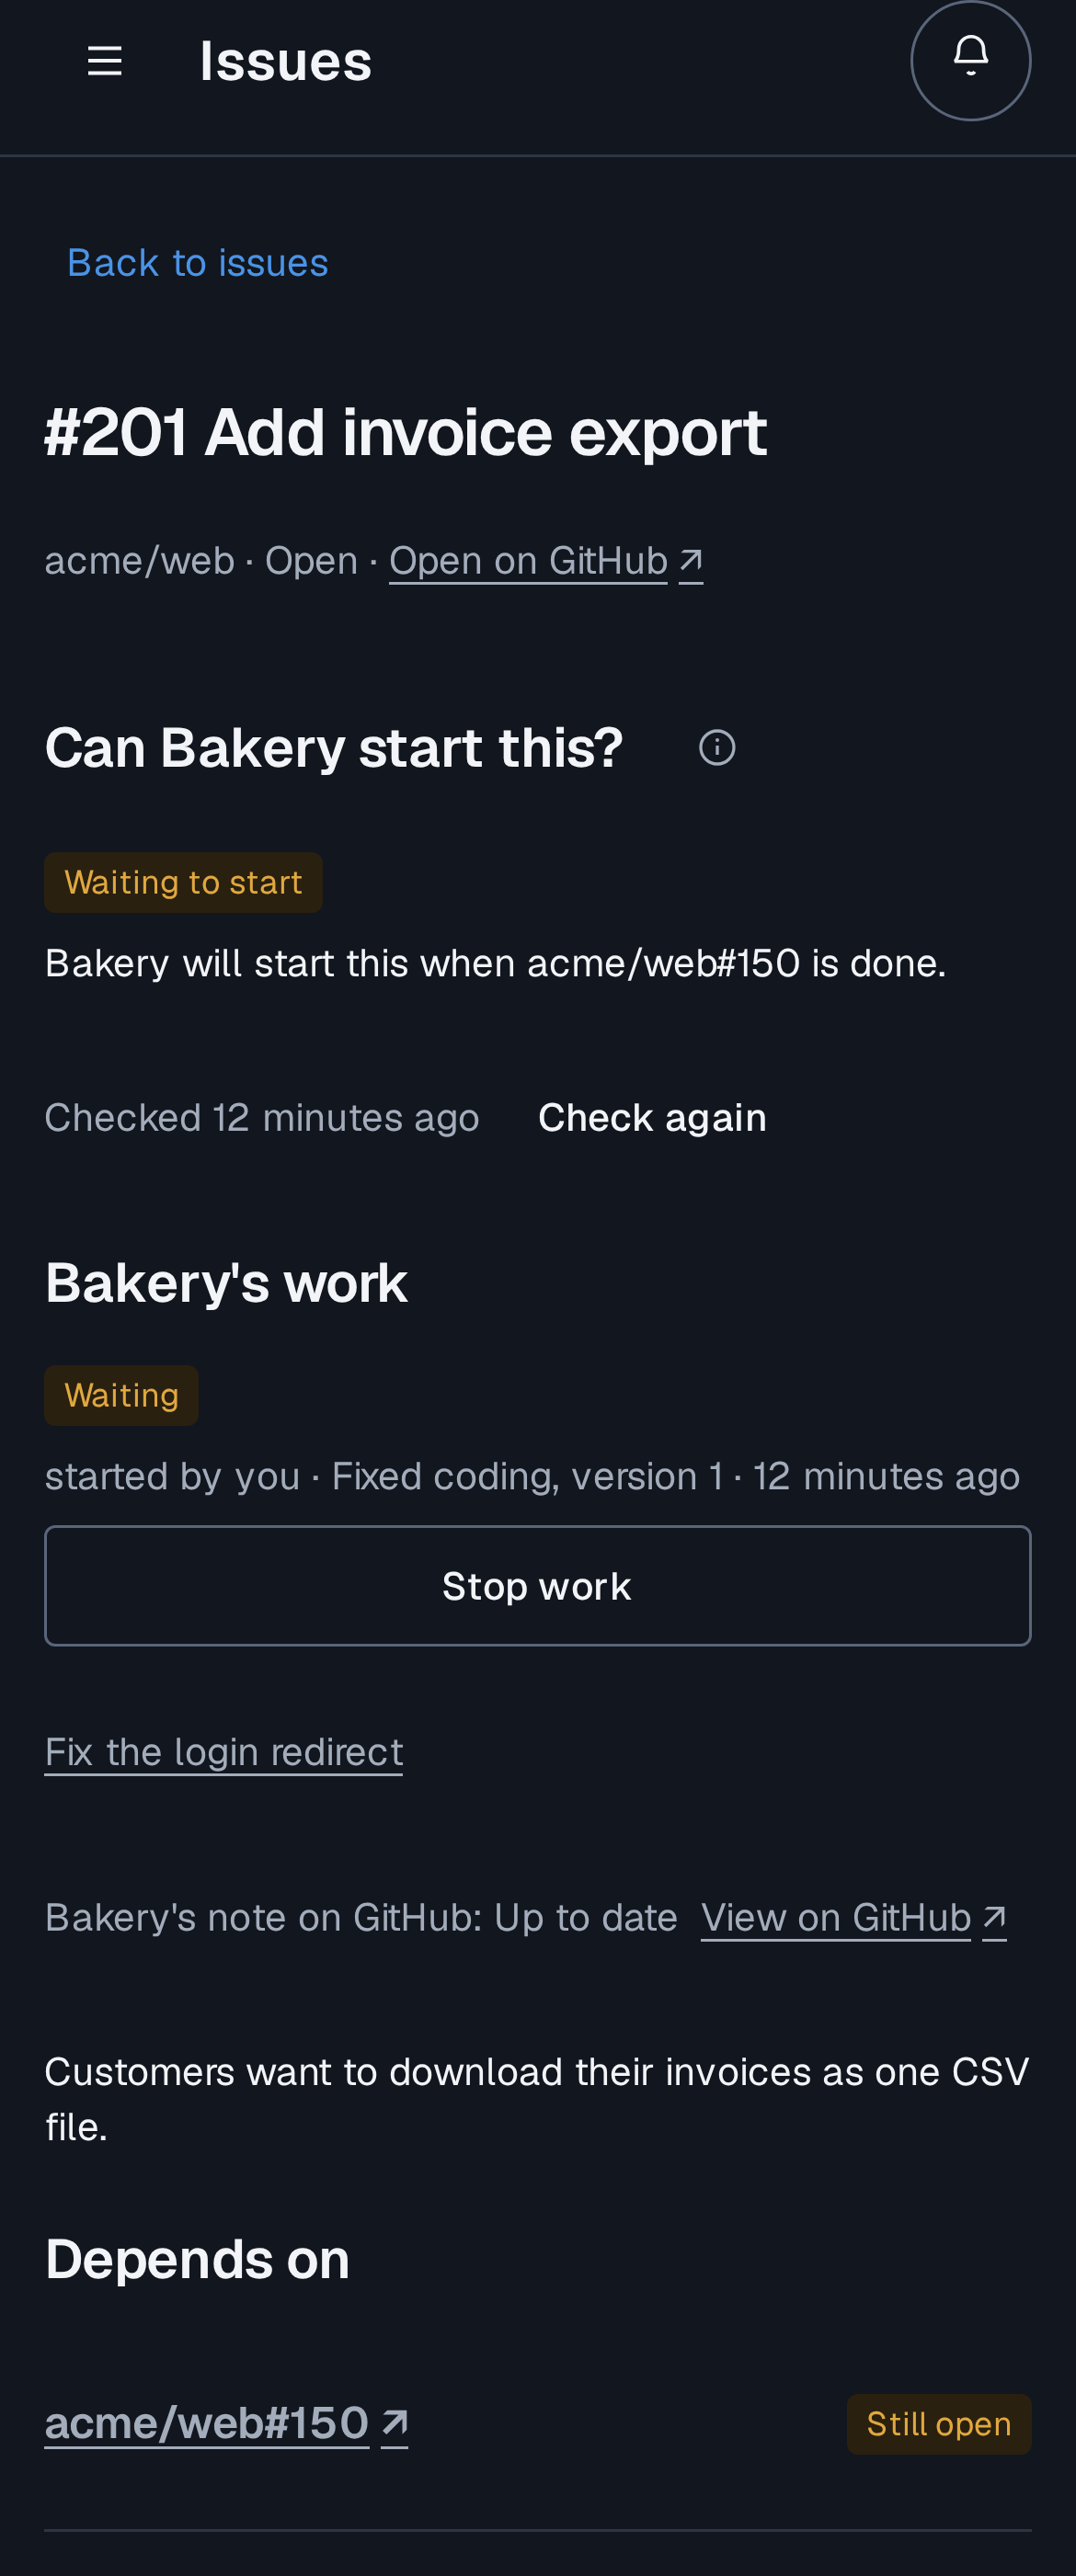 Issues
Back to issues
#201 Add invoice export
acme/web · Open · Open on GitHub ↗
Can Bakery start this?
Waiting to start
Bakery will start this when acme/web#150 is done.
Checked 12 minutes ago Check again
Bakery's work
Waiting
started by you · Fixed coding, version 1 · 12 minutes ago
Stop work
Fix the login redirect
Bakery's note on GitHub: Up to date View on GitHub ↗
Customers want to download their invoices as one CSV
file.
Depends on
acme/web#150 ↗ Still open